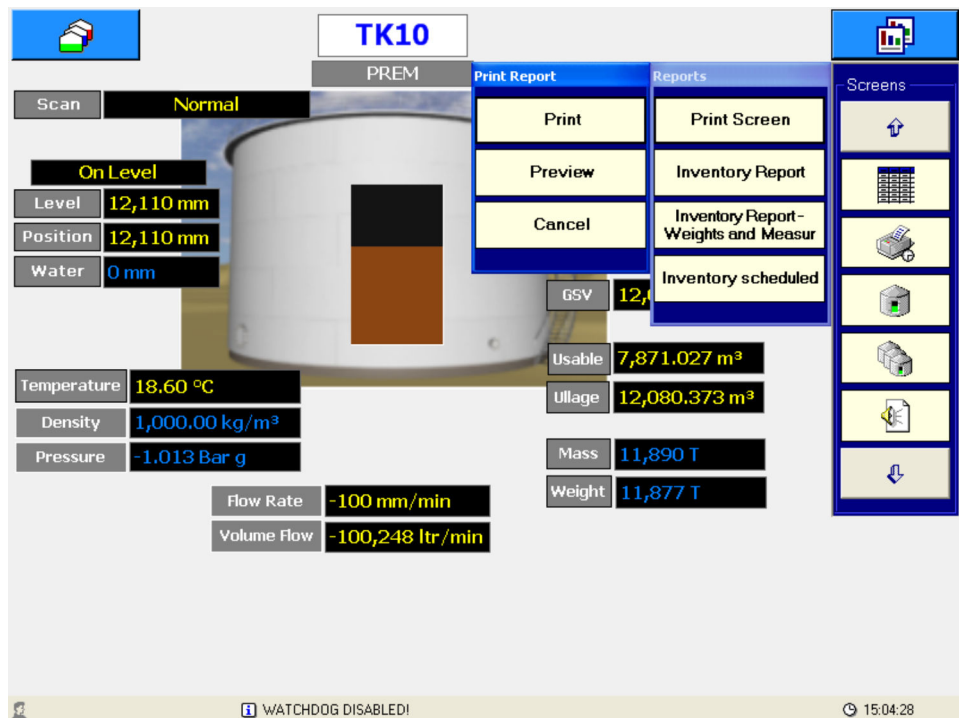 TK10
PREM
Print Report
Reports
Screens
Scan
Normal
Print
Print Screen
On Level
Preview
Inventory Report
Level
12,110 mm
Cancel
Inventory Report-
Weights and Measur
Position
12,110 mm
Water
0 mm
Inventory scheduled
GSV
Usable
7,871.027 m³
Temperature
18.60 ºC
Ullage
12,080.373 m³
Density
1,000.00 kg/m³
Pressure
-1.013 Bar g
Mass
11,890 T
Weight
11,877 T
Flow Rate
-100 mm/min
Volume Flow
-100,248 ltr/min
WATCHDOG DISABLED!
15:04:28